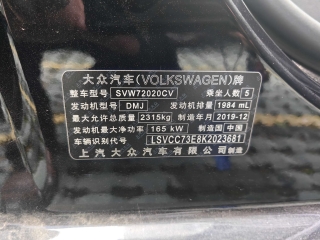 大众汽车(VOLKSWAGEN)牌
整车型号 SVW72020CV 乘坐人数 5
发动机型号 DMJ 发动机排量 1984 mL
最大允许总质量 2315kg 制造年月 2019-12
发动机最大净功率 165 kW 制造国 中国
车辆识别代号 LSVCC73E8K2023681
上汽大众汽车有限公司 制造